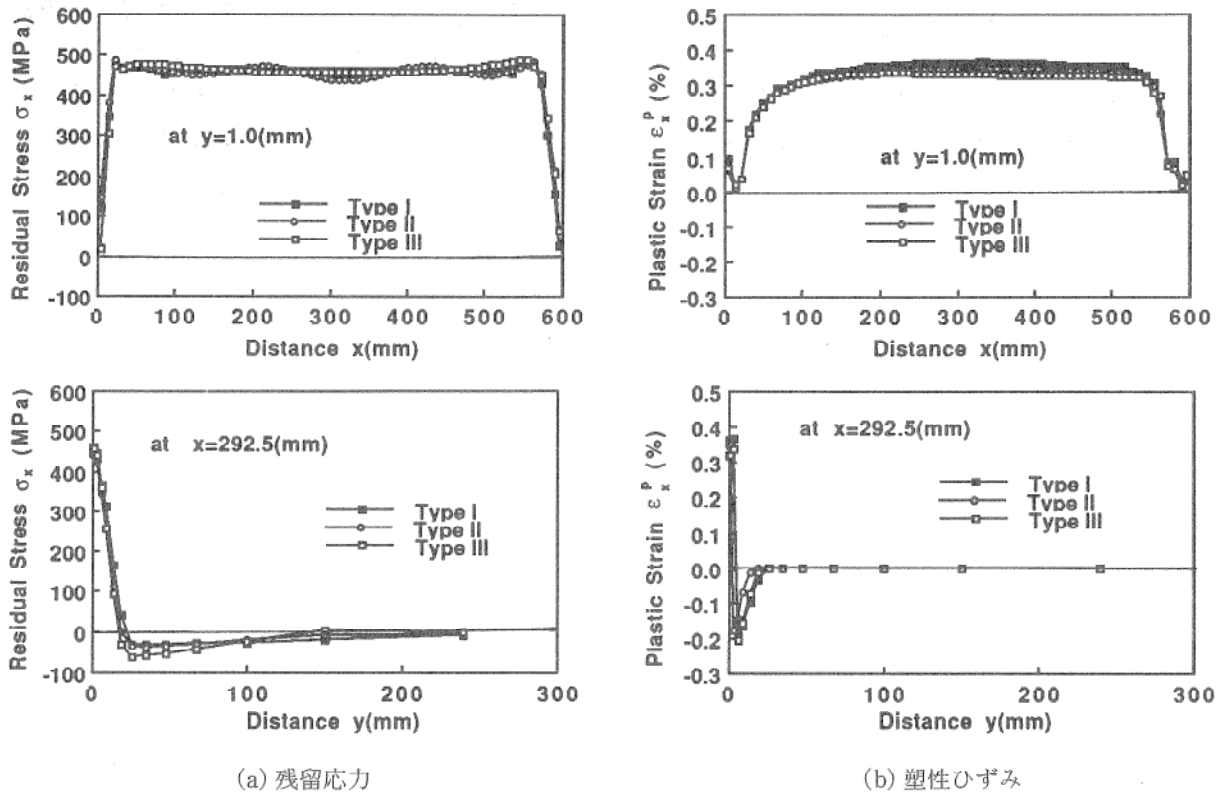 600
500
400
300
200
100
0
-100
Residual Stress σx (MPa)
at y=1.0(mm)
Type I
Type II
Type III
0 100 200 300 400 500 600
Distance x(mm)
0.5
0.4
0.3
0.2
0.1
0.0
-0.1
-0.2
-0.3
Plastic Strain εxᵖ (%)
at y=1.0(mm)
Type I
Type II
Type III
0 100 200 300 400 500 600
Distance x(mm)
600
500
400
300
200
100
0
-100
Residual Stress σx (MPa)
at x=292.5(mm)
Type I
Type II
Type III
0 100 200 300
Distance y(mm)
0.5
0.4
0.3
0.2
0.1
0.0
-0.1
-0.2
-0.3
Plastic Strain εxᵖ (%)
at x=292.5(mm)
Type I
Type II
Type III
0 100 200 300
Distance y(mm)
(a) 残留応力
(b) 塑性ひずみ